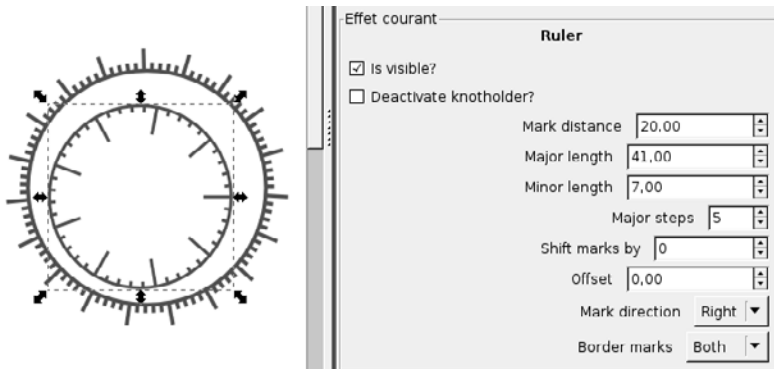 Effet courant
Ruler
Is visible?
Deactivate knotholder?
Mark distance 20,00
Major length 41,00
Minor length 7,00
Major steps 5
Shift marks by 0
Offset 0,00
Mark direction Right
Border marks Both